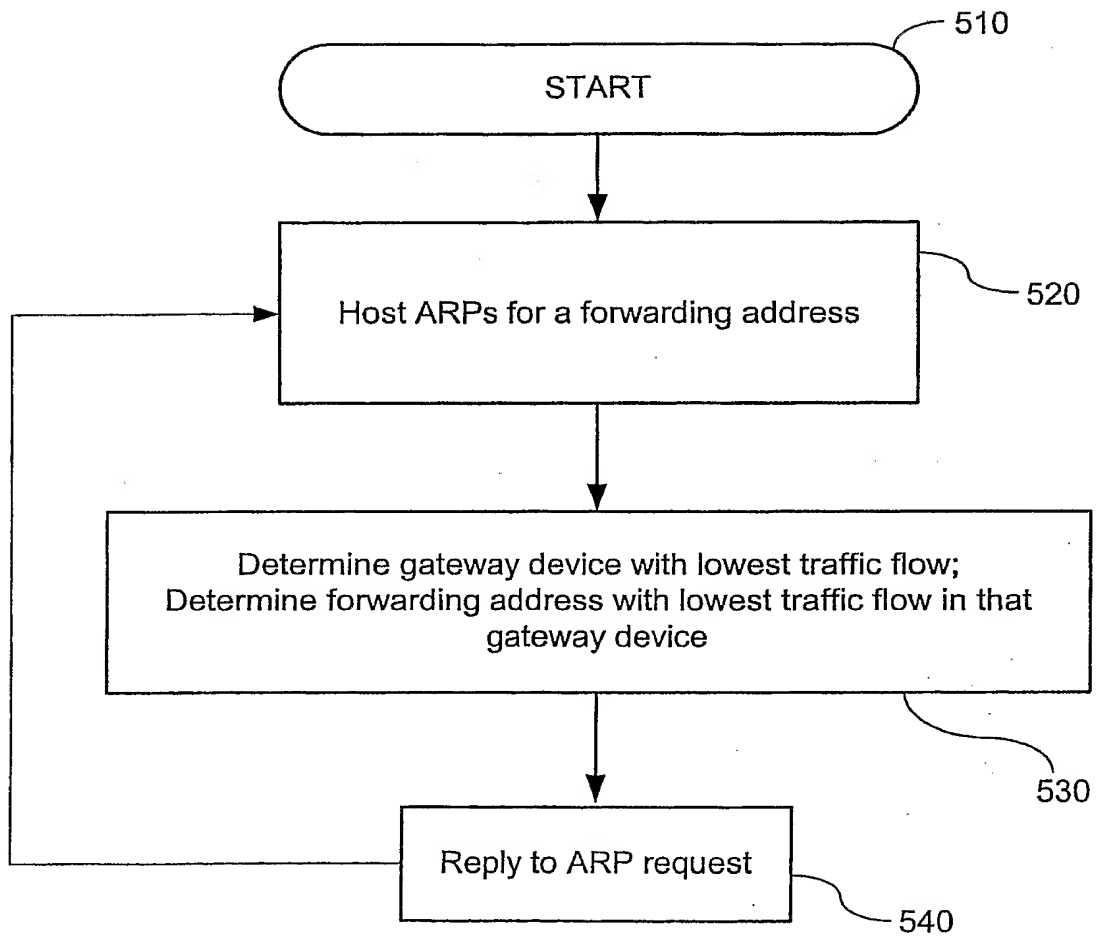 510
START
520
Host ARPs for a forwarding address
Determine gateway device with lowest traffic flow;
Determine forwarding address with lowest traffic flow in that
gateway device
530
Reply to ARP request
540